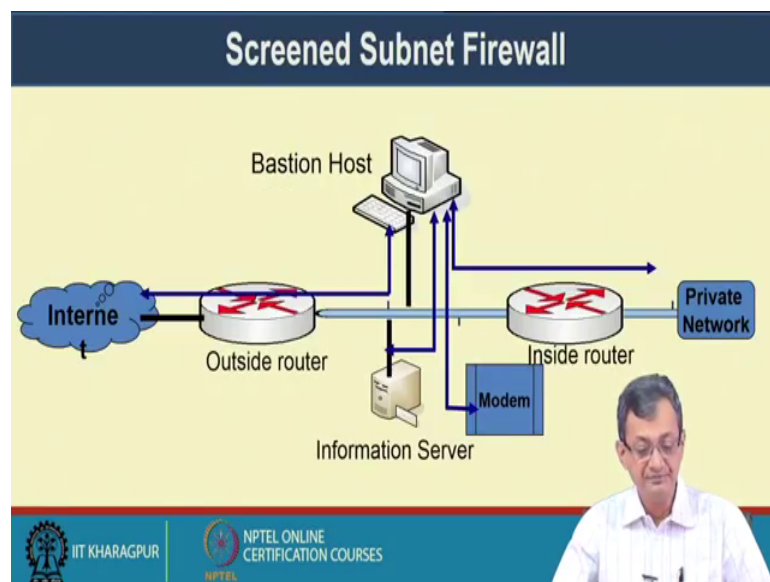 Screened Subnet Firewall
Bastion Host
Interne
t
Outside router
Inside router
Private
Network
Modem
Information Server
IIT KHARAGPUR
NPTEL
NPTEL ONLINE
CERTIFICATION COURSES